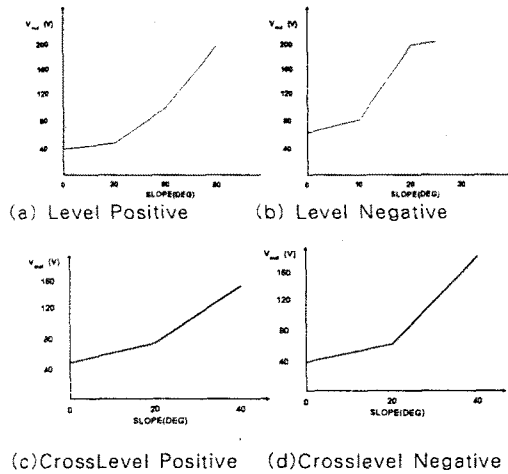 V_out (V)
200
160
120
80
40
0
SLOPE(DEG)
(a) Level Positive
V_out (V)
200
160
120
80
40
0 10 20 30
SLOPE(DEG)
(b) Level Negative
V_out (V)
160
120
80
40
0 20 40
SLOPE(DEG)
(c)CrossLevel Positive
V_out (V)
160
120
80
40
0 20 40
SLOPE(DEG)
(d)Crosslevel Negative